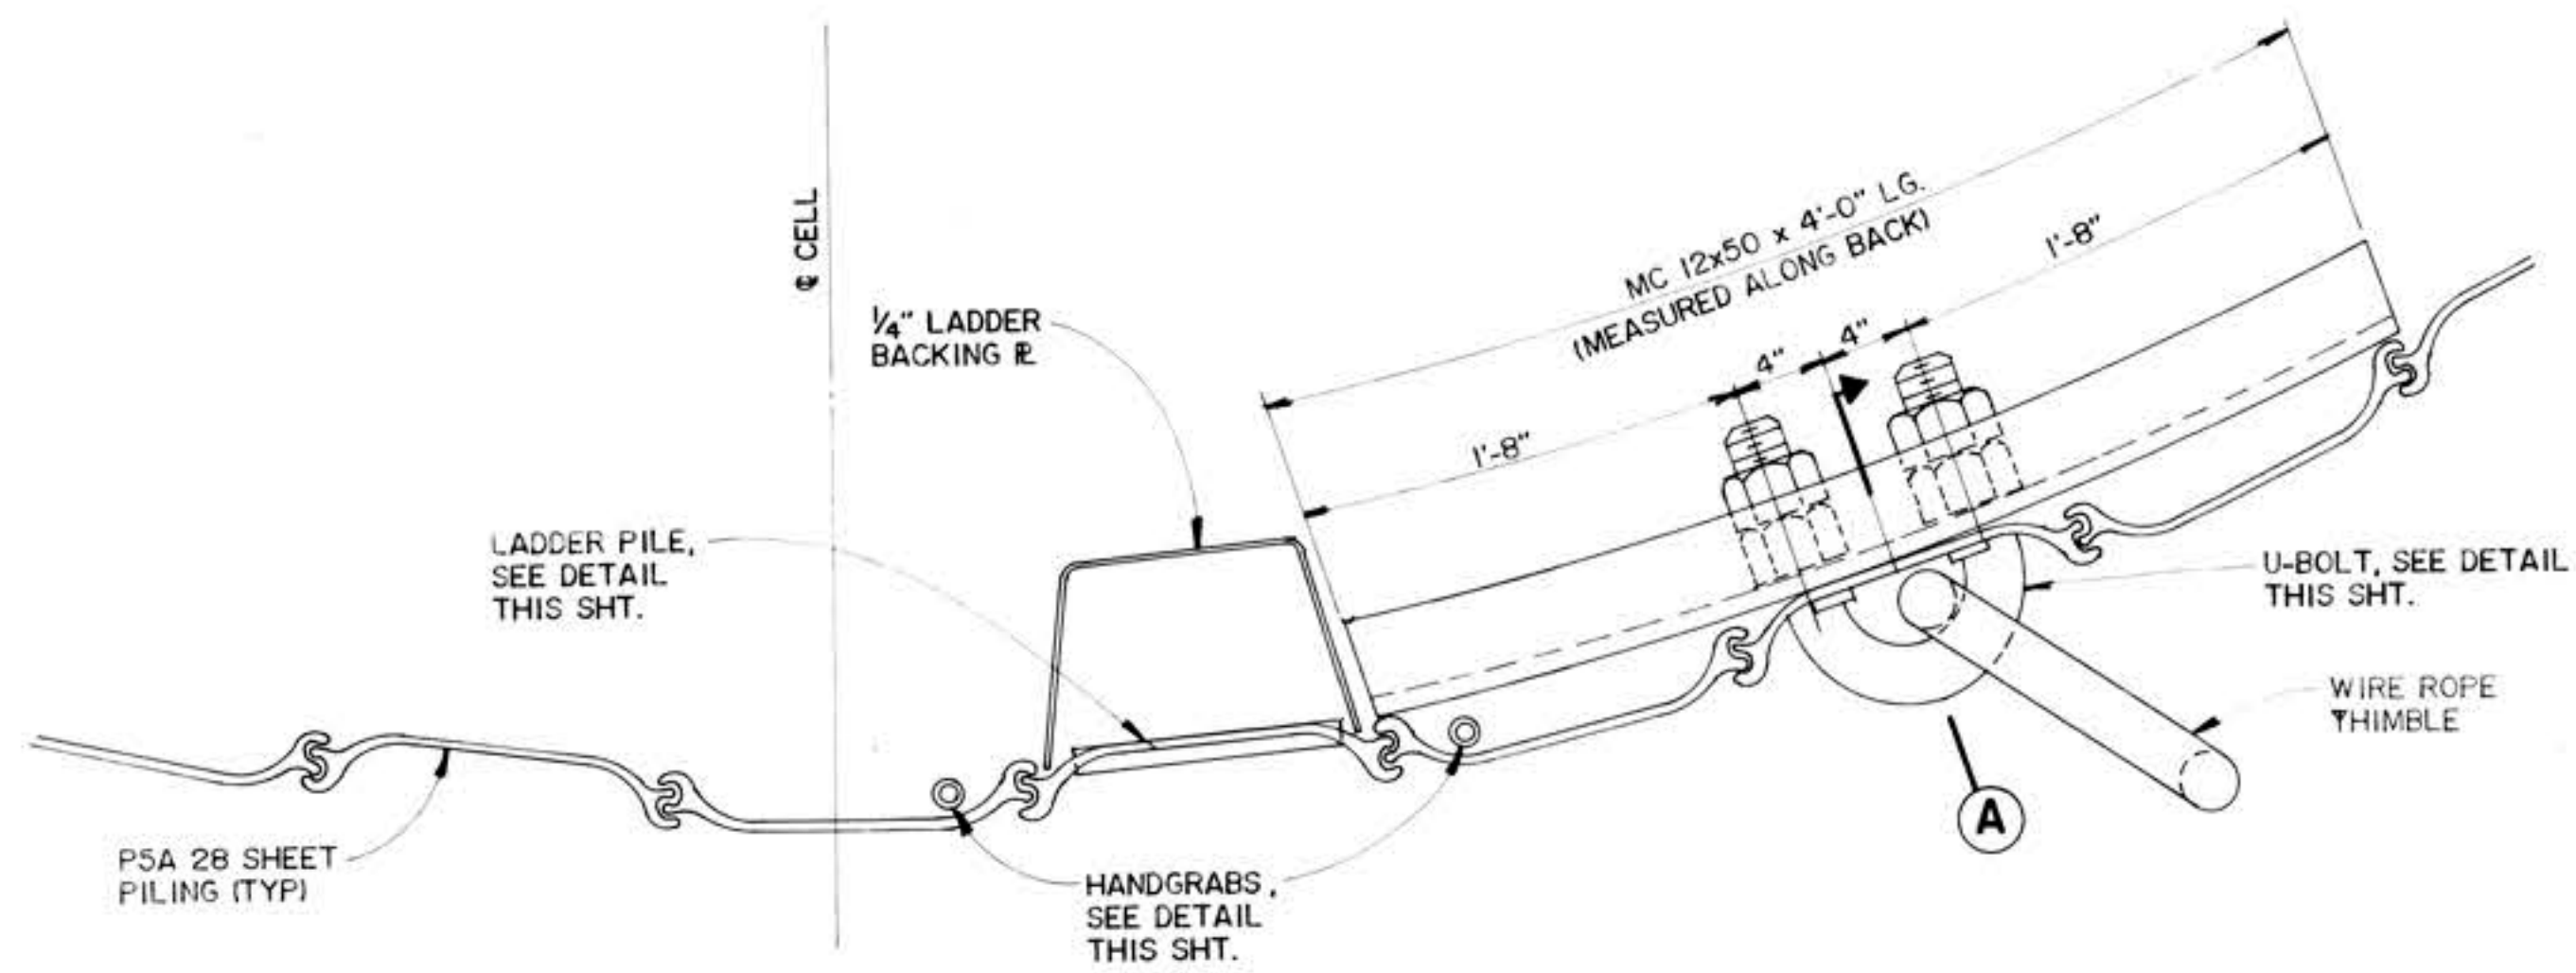 ℄ CELL
¼" LADDER
BACKING ⅊
MC 12x50 x 4'-0" LG.
(MEASURED ALONG BACK)
1'-8"
4"
4"
1'-8"
LADDER PILE,
SEE DETAIL
THIS SHT.
U-BOLT, SEE DETAIL
THIS SHT.
WIRE ROPE
THIMBLE
A
PSA 28 SHEET
PILING (TYP)
HANDGRABS,
SEE DETAIL
THIS SHT.